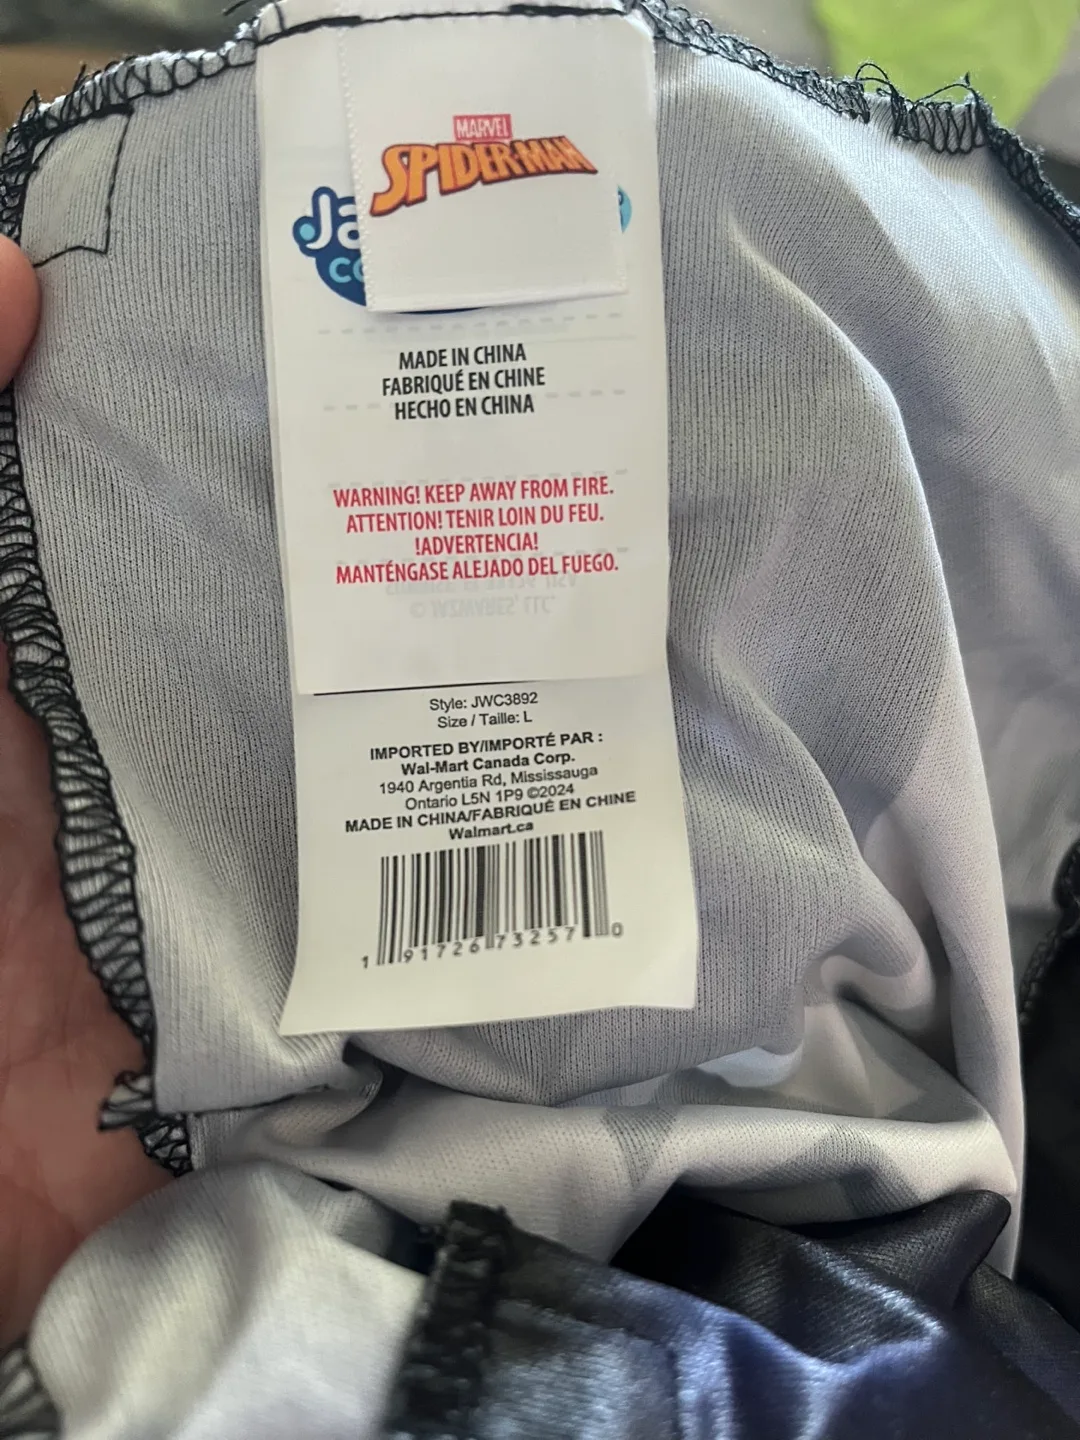 MARVEL
SPIDER-MAN
Ja
CO
MADE IN CHINA
FABRIQUÉ EN CHINE
HECHO EN CHINA
WARNING! KEEP AWAY FROM FIRE.
ATTENTION! TENIR LOIN DU FEU.
!ADVERTENCIA!
MANTÉNGASE ALEJADO DEL FUEGO.
Style: JWC3892
Size / Taille: L
IMPORTED BY/IMPORTÉ PAR :
Wal-Mart Canada Corp.
1940 Argentia Rd, Mississauga
Ontario L5N 1P9 ©2024
MADE IN CHINA/FABRIQUÉ EN CHINE
Walmart.ca
1 91726 73257 0